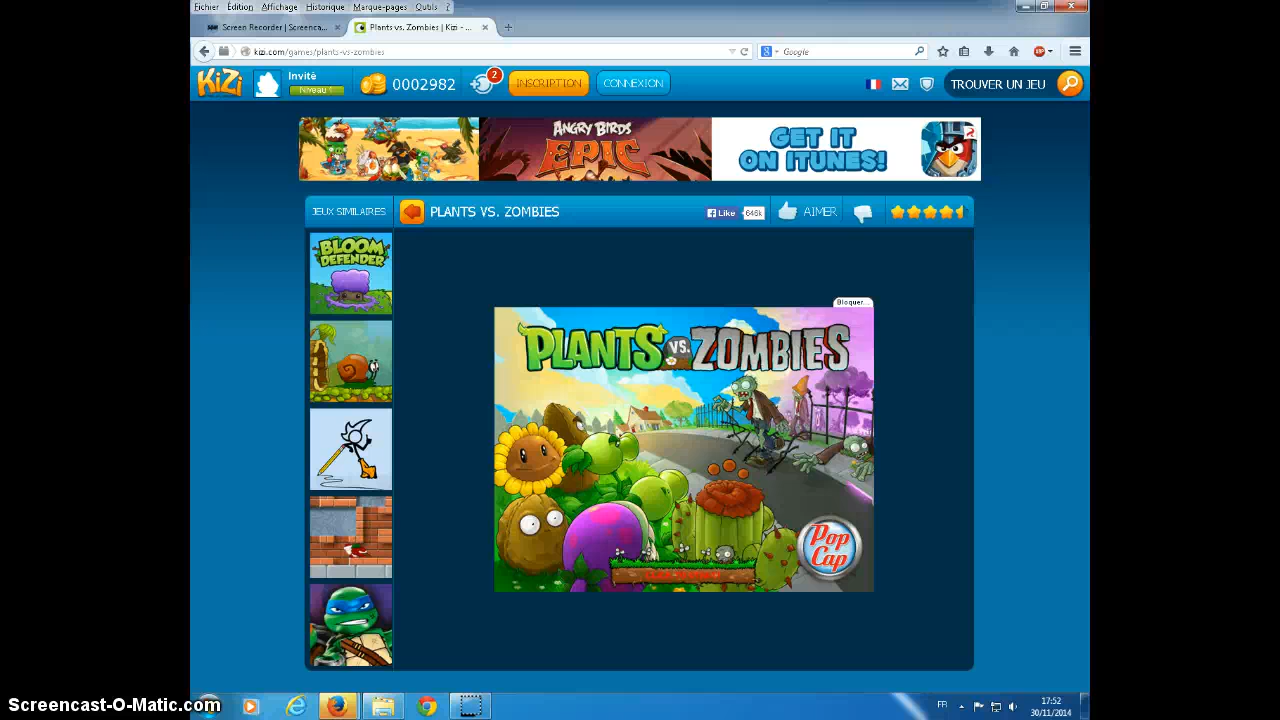 Fichier Édition Affichage Historique Marque-pages Outils ?
Screen Recorder | Screenca...
Plants vs. Zombies | Kizi - ...
kizi.com/games/plants-vs-zombies
Google
KiZi
Invité
Niveau 1
0002982
2
INSCRIPTION
CONNEXION
TROUVER UN JEU
ANGRY BIRDS
EPIC
GET IT
ON ITUNES!
JEUX SIMILAIRES
PLANTS VS. ZOMBIES
Like
646k
AIMER
BLOOM
DEFENDER
Bloquer...
PLANTS VS. ZOMBIES
Pop
Cap
Screencast-O-Matic.com
FR
17:52
30/11/2014